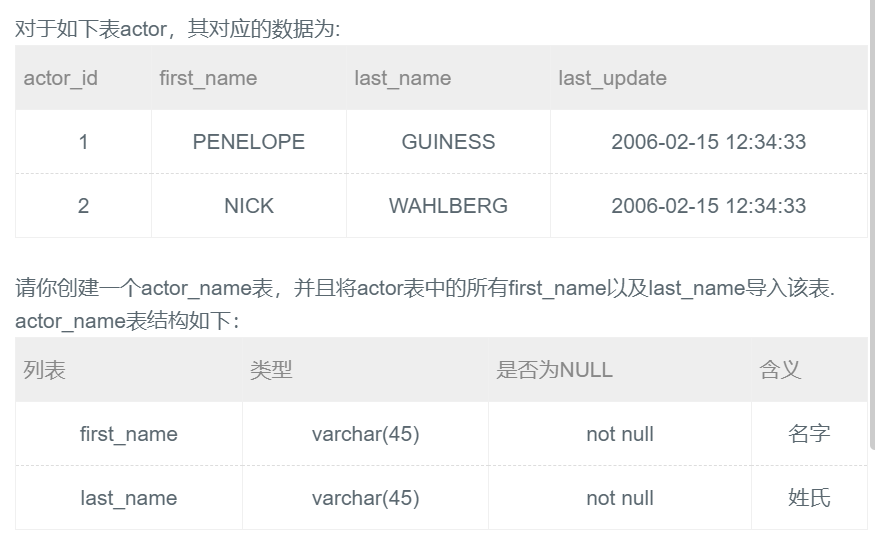 对于如下表actor，其对应的数据为:
actor_id first_name last_name last_update
1 PENELOPE GUINESS 2006-02-15 12:34:33
2 NICK WAHLBERG 2006-02-15 12:34:33
请你创建一个actor_name表，并且将actor表中的所有first_name以及last_name导入该表.
actor_name表结构如下：
列表 类型 是否为NULL 含义
first_name varchar(45) not null 名字
last_name varchar(45) not null 姓氏